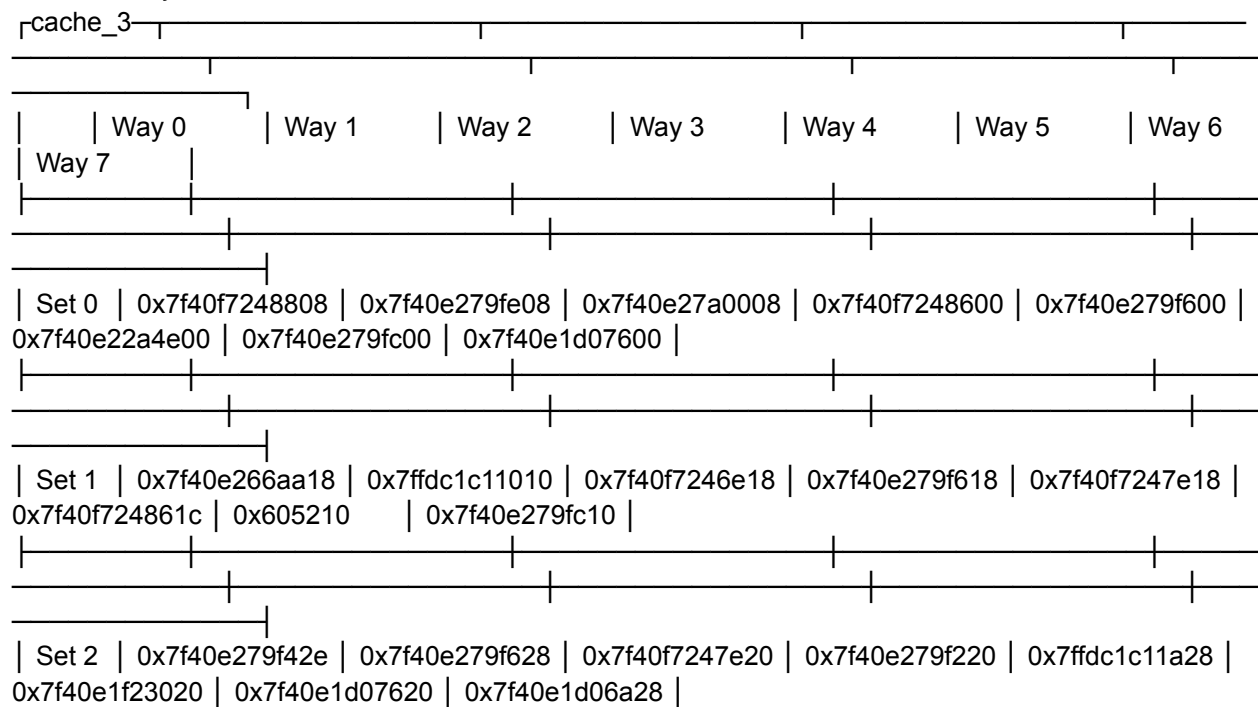 ┌cache_3─┬────────────────┬────────────────┬────────────────┬──────
──────────┬────────────────┬────────────────┬────────────────┬─────
───────────┐
│ │ Way 0 │ Way 1 │ Way 2 │ Way 3 │ Way 4 │ Way 5 │ Way 6
│ Way 7 │
├────────┼────────────────┼────────────────┼────────────────┼──────
──────────┼────────────────┼────────────────┼────────────────┼─────
───────────┤
│ Set 0 │ 0x7f40f7248808 │ 0x7f40e279fe08 │ 0x7f40e27a0008 │ 0x7f40f7248600 │ 0x7f40e279f600 │
0x7f40e22a4e00 │ 0x7f40e279fc00 │ 0x7f40e1d07600 │
├────────┼────────────────┼────────────────┼────────────────┼──────
──────────┼────────────────┼────────────────┼────────────────┼─────
───────────┤
│ Set 1 │ 0x7f40e266aa18 │ 0x7ffdc1c11010 │ 0x7f40f7246e18 │ 0x7f40e279f618 │ 0x7f40f7247e18 │
0x7f40f724861c │ 0x605210 │ 0x7f40e279fc10 │
├────────┼────────────────┼────────────────┼────────────────┼──────
──────────┼────────────────┼────────────────┼────────────────┼─────
───────────┤
│ Set 2 │ 0x7f40e279f42e │ 0x7f40e279f628 │ 0x7f40f7247e20 │ 0x7f40e279f220 │ 0x7ffdc1c11a28 │
0x7f40e1f23020 │ 0x7f40e1d07620 │ 0x7f40e1d06a28 │